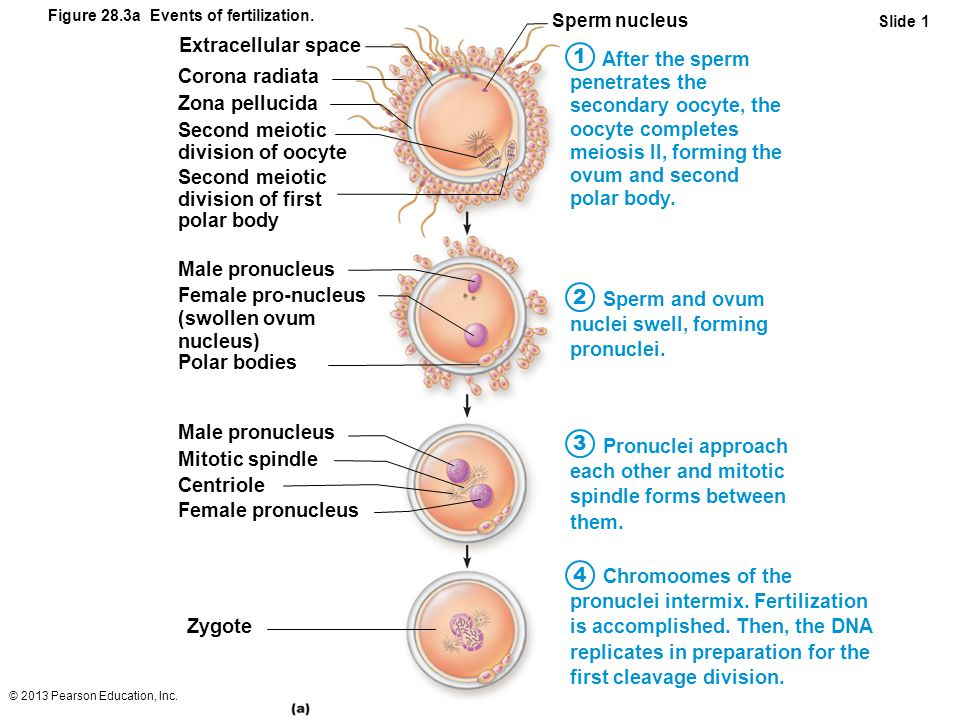 Figure 28.3a  Events of fertilization.
Sperm nucleus
Slide 1
Extracellular space
Corona radiata
Zona pellucida
Second meiotic
division of oocyte
Second meiotic
division of first
polar body
1 After the sperm
penetrates the
secondary oocyte, the
oocyte completes
meiosis II, forming the
ovum and second
polar body.
Male pronucleus
Female pro-nucleus
(swollen ovum
nucleus)
Polar bodies
2 Sperm and ovum
nuclei swell, forming
pronuclei.
Male pronucleus
Mitotic spindle
Centriole
Female pronucleus
3 Pronuclei approach
each other and mitotic
spindle forms between
them.
Zygote
4 Chromoomes of the
pronuclei intermix. Fertilization
is accomplished. Then, the DNA
replicates in preparation for the
first cleavage division.
© 2013 Pearson Education, Inc.
(a)